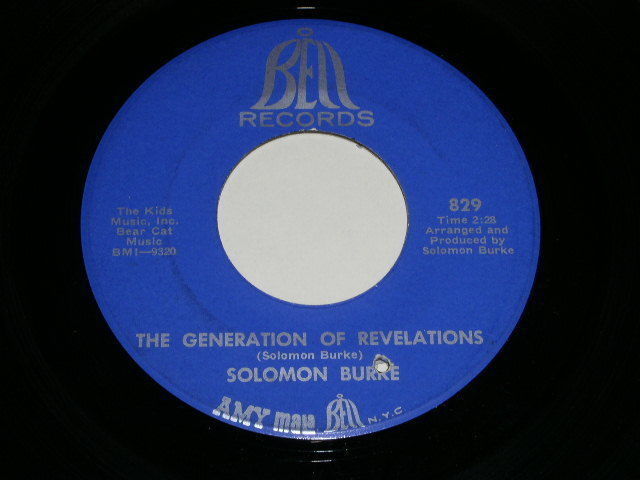 Bell
RECORDS
The Kids
Music, Inc.
Bear Cat
Music
BMI—9320
829
Time 2:28
Arranged and
Produced by
Solomon Burke
THE GENERATION OF REVELATIONS
(Solomon Burke)
SOLOMON BURKE
AMY mala Bell N.Y.C